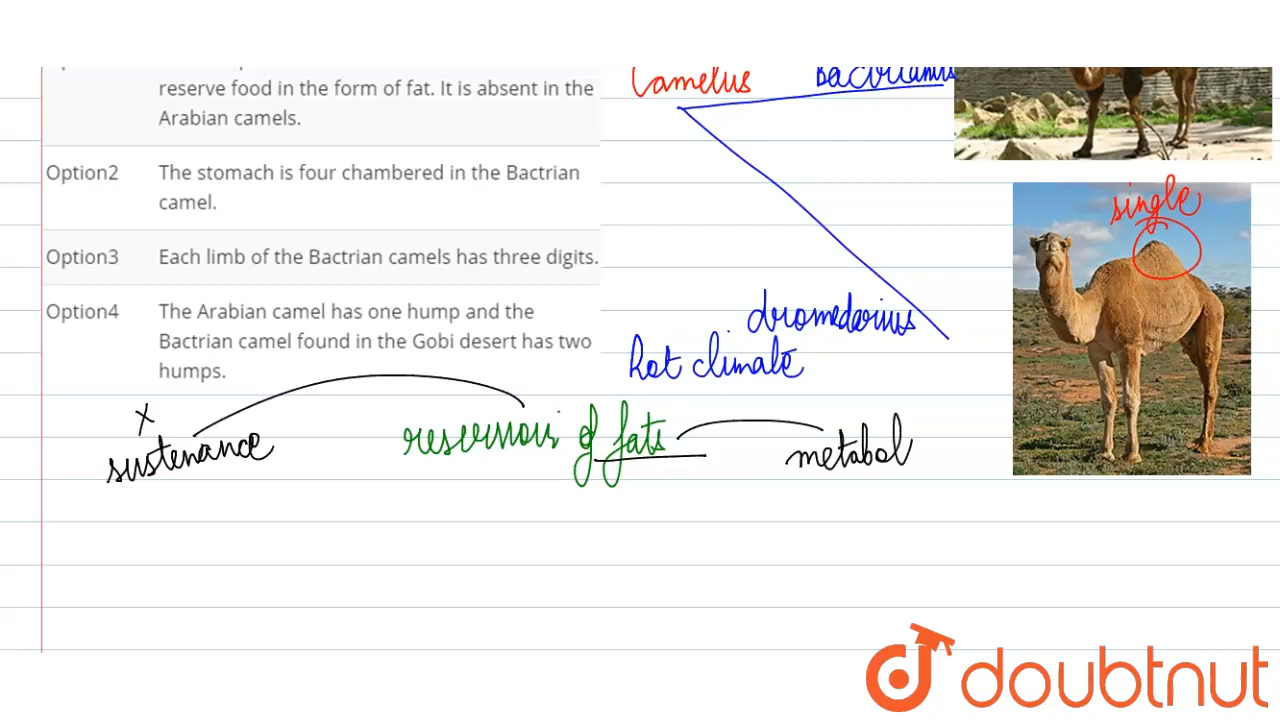 reserve food in the form of fat. It is absent in the
Arabian camels.
Option2 The stomach is four chambered in the Bactrian
camel.
Option3 Each limb of the Bactrian camels has three digits.
Option4 The Arabian camel has one hump and the
Bactrian camel found in the Gobi desert has two
humps.
Camelus Bactrianus
single
dromedarius
hot climate
x
sustenance reservois of fats metabol
doubtnut